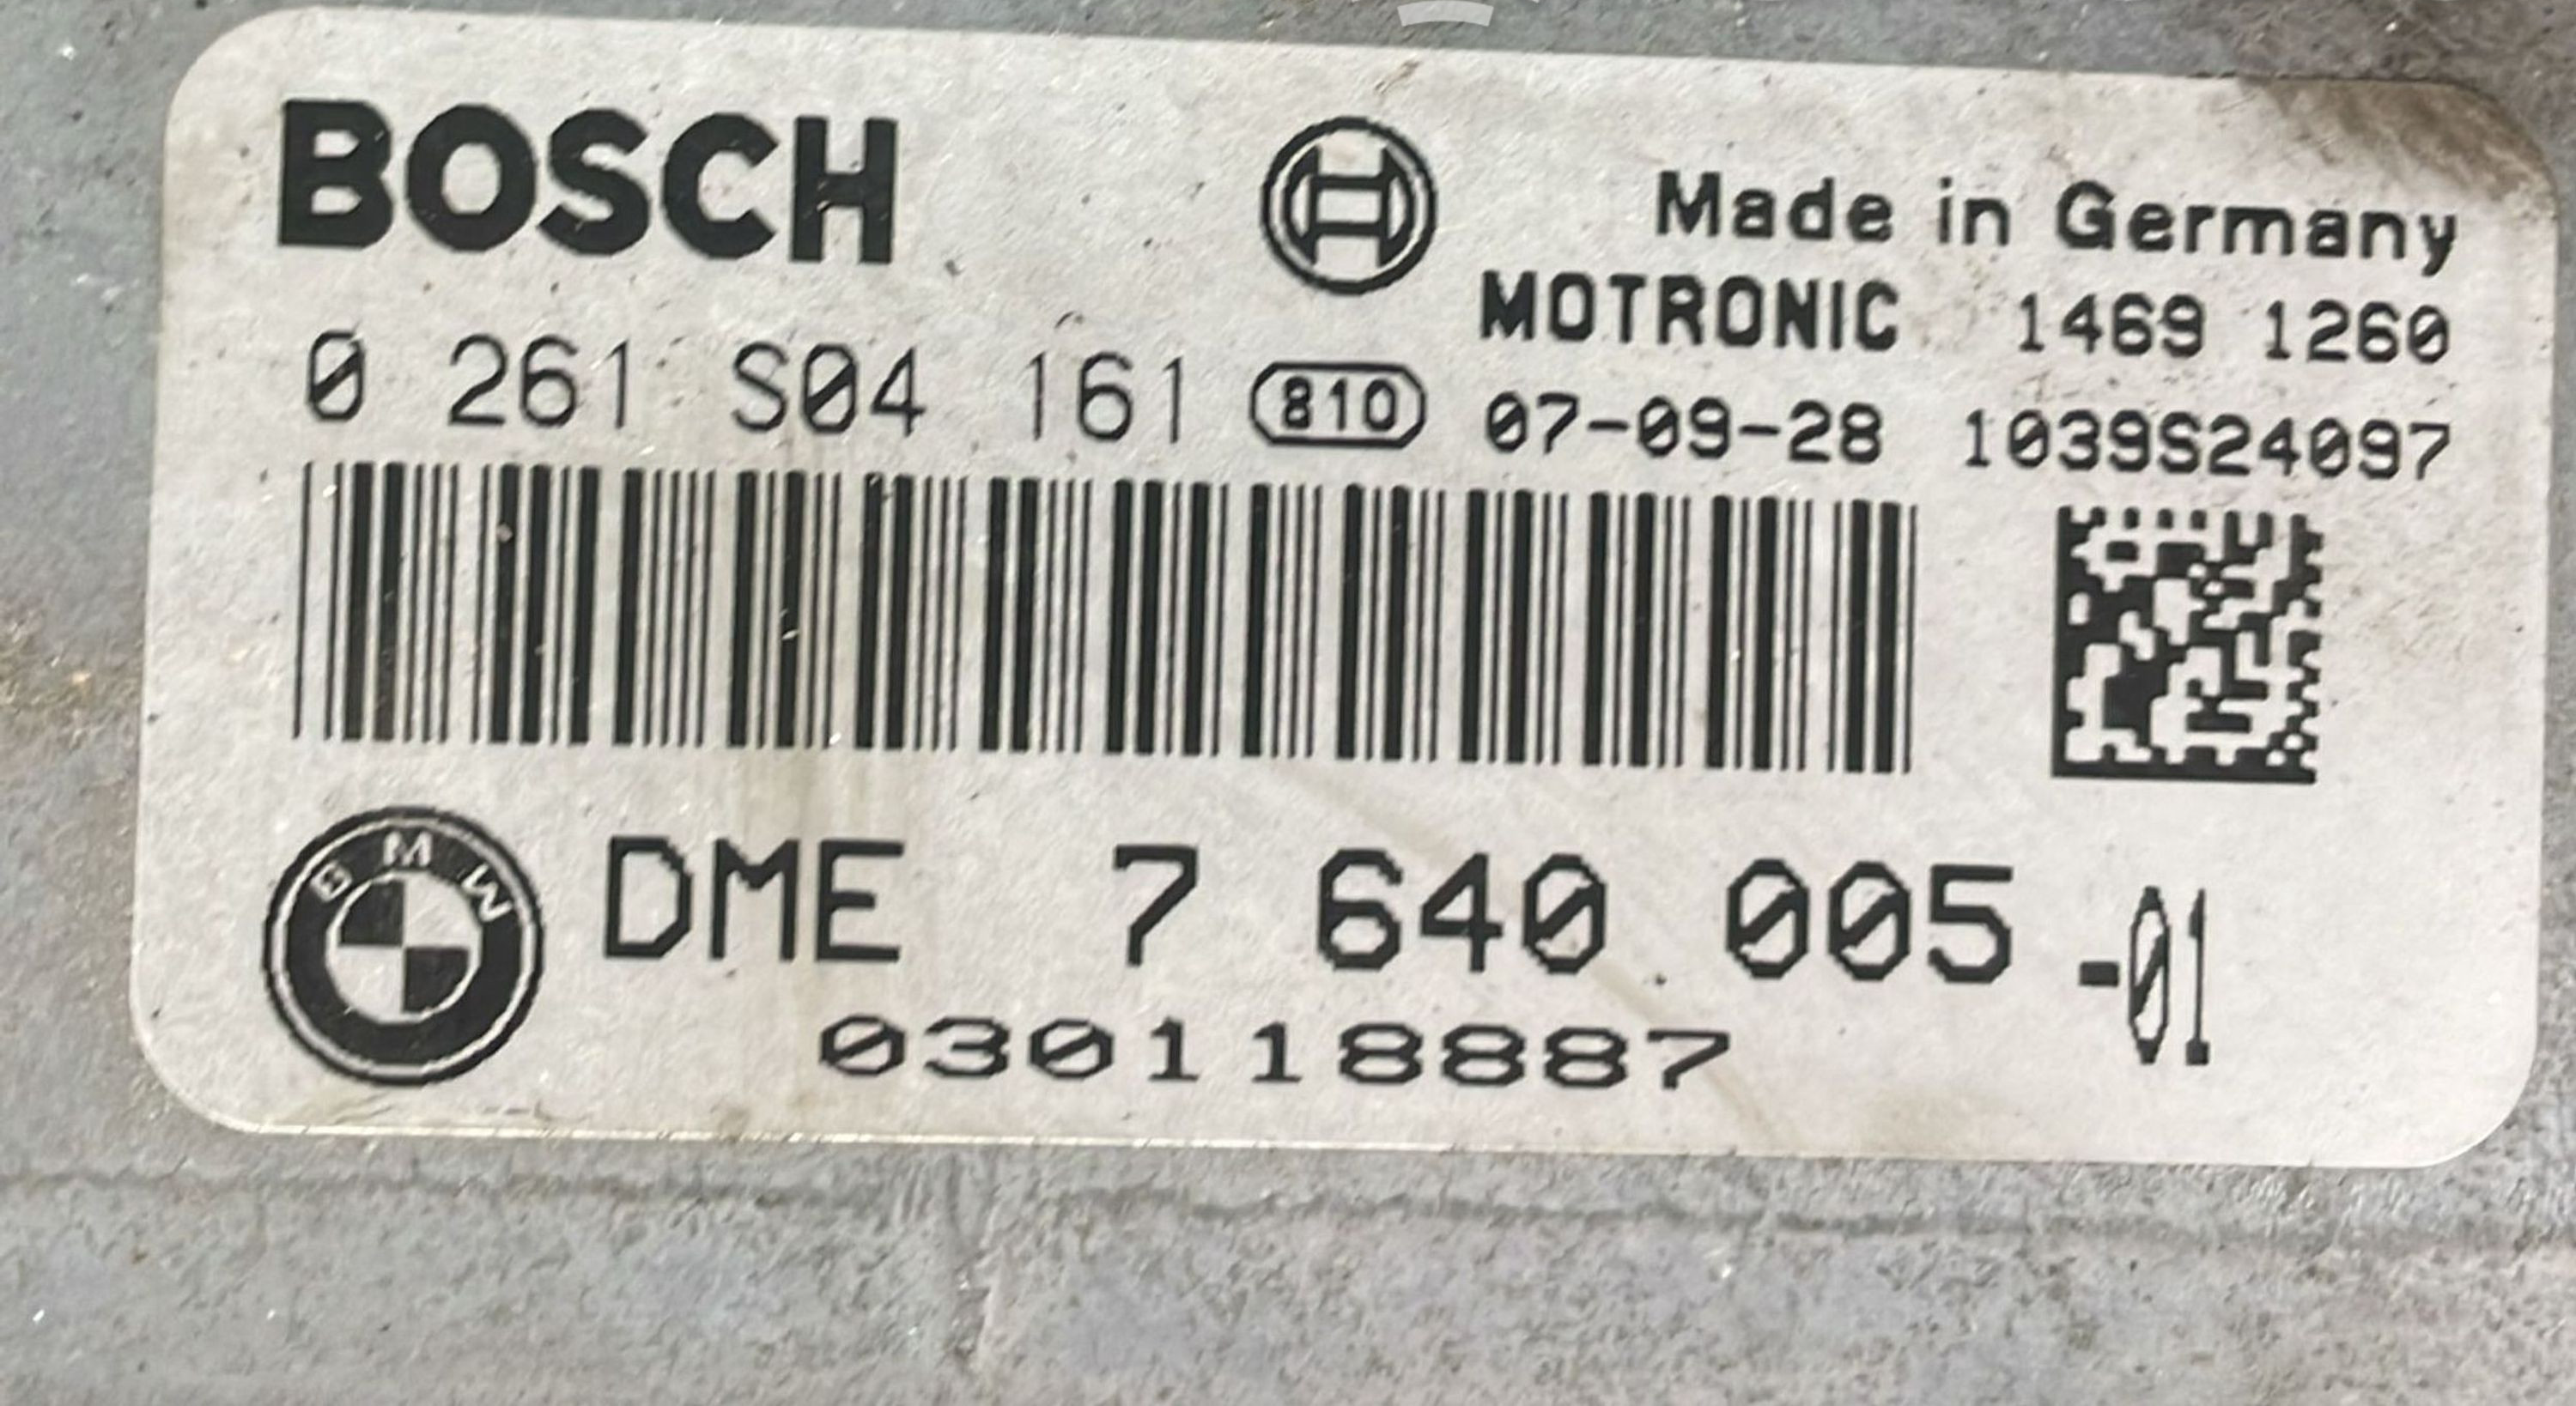 BOSCH
Made in Germany
MOTRONIC 1469 1260
0 261 S04 161 810 07-09-28 1039S24097
BMW DME 7 640 005 -01
030118887